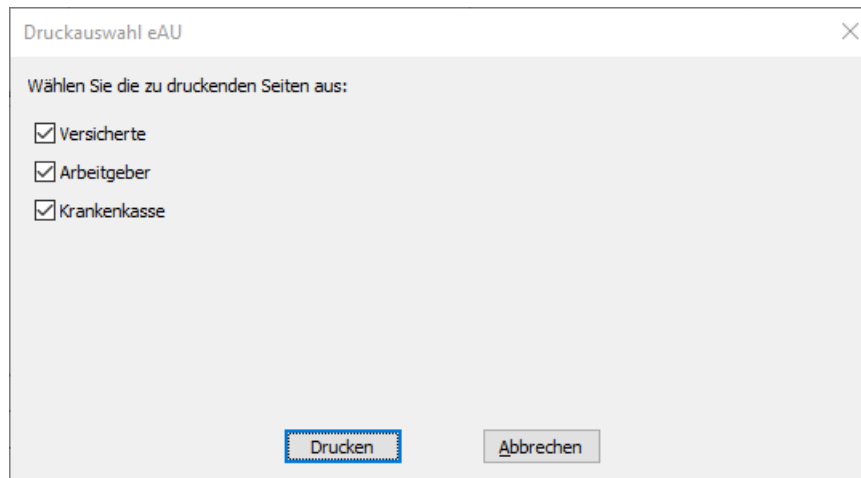 Druckauswahl eAU
Wählen Sie die zu druckenden Seiten aus:
Versicherte
Arbeitgeber
Krankenkasse
Drucken Abbrechen